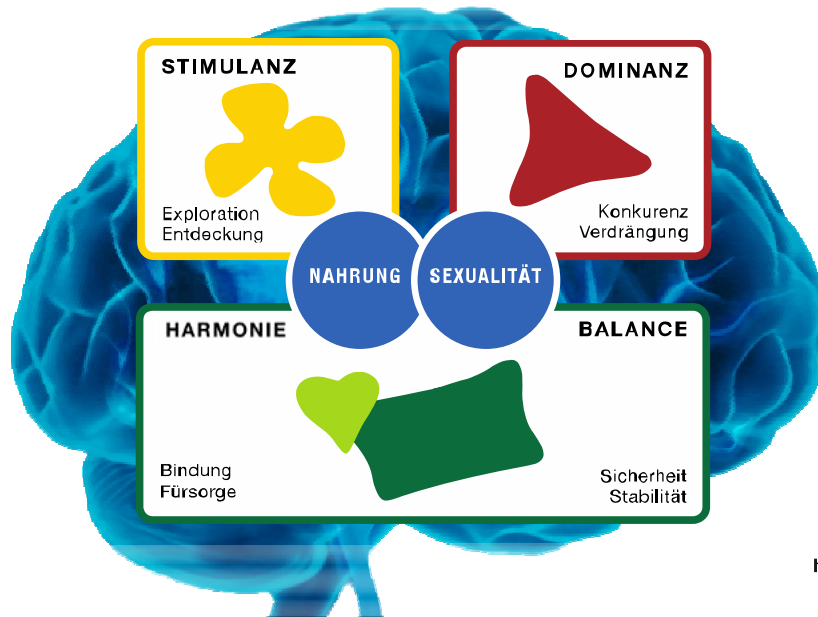 STIMULANZ
Exploration
Entdeckung
DOMINANZ
Konkurenz
Verdrängung
NAHRUNG
SEXUALITÄT
HARMONIE
Bindung
Fürsorge
BALANCE
Sicherheit
Stabilität